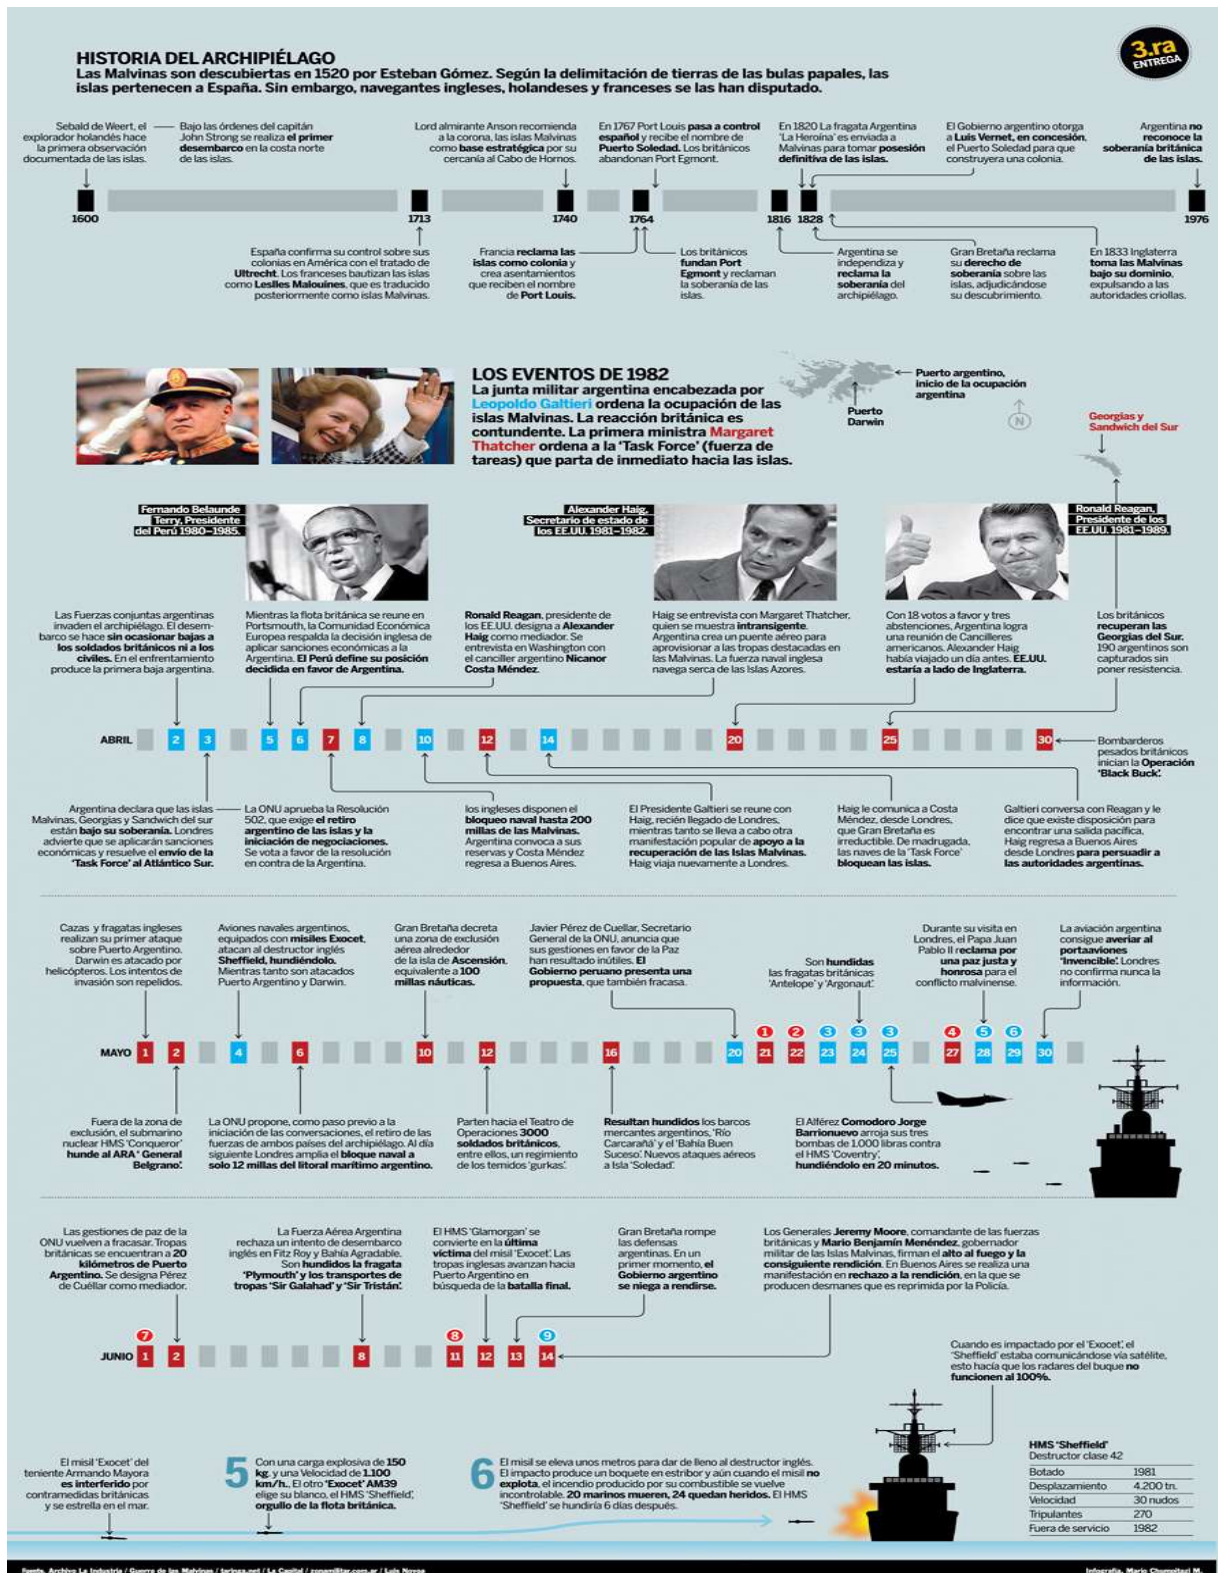 3.ra
ENTREGA
HISTORIA DEL ARCHIPIÉLAGO
Las Malvinas son descubiertas en 1520 por Esteban Gómez. Según la delimitación de tierras de las bulas papales, las
islas pertenecen a España. Sin embargo, navegantes ingleses, holandeses y franceses se las han disputado.
Sebald de Weert, el
explorador holandés hace
la primera observación
documentada de las islas.
Bajo las órdenes del capitán
John Strong se realiza el primer
desembarco en la costa norte
de las islas.
Lord almirante Anson recomienda
a la corona, las islas Malvinas
como base estratégica por su
cercanía al Cabo de Hornos.
En 1767 Port Louis pasa a control
español y recibe el nombre de
Puerto Soledad. Los británicos
abandonan Port Egmont.
En 1820 La fragata Argentina
'La Heroína' es enviada a
Malvinas para tomar posesión
definitiva de las islas.
El Gobierno argentino otorga
a Luis Vernet, en concesión,
el Puerto Soledad para que
construyera una colonia.
Argentina no
reconoce la
soberanía británica
de las islas.
1600
1713
1740
1764
1816
1828
1976
España confirma su control sobre sus
colonias en América con el tratado de
Ultrecht. Los franceses bautizan las islas
como Leslles Malouines, que es traducido
posteriormente como islas Malvinas.
Francia reclama las
islas como colonia y
crea asentamientos
que reciben el nombre
de Port Louis.
Los británicos
fundan Port
Egmont y reclaman
la soberanía de las
islas.
Argentina se
independiza y
reclama la
soberanía del
archipiélago.
Gran Bretaña reclama
su derecho de
soberanía sobre las
islas, adjudicándose
su descubrimiento.
En 1833 Inglaterra
toma las Malvinas
bajo su dominio,
expulsando a las
autoridades criollas.
LOS EVENTOS DE 1982
La junta militar argentina encabezada por
Leopoldo Galtieri ordena la ocupación de las
islas Malvinas. La reacción británica es
contundente. La primera ministra Margaret
Thatcher ordena a la 'Task Force' (fuerza de
tareas) que parta de inmediato hacia las islas.
Puerto argentino,
inicio de la ocupación
argentina
Puerto
Darwin
N
Georgias y
Sandwich del Sur
Fernando Belaunde
Terry, Presidente
del Perú 1980–1985.
Alexander Haig,
Secretario de estado de
los EE.UU. 1981–1982.
Ronald Reagan,
Presidente de los
EE.UU. 1981–1989.
Las Fuerzas conjuntas argentinas
invaden el archipiélago. El desem-
barco se hace sin ocasionar bajas a
los soldados británicos ni a los
civiles. En el enfrentamiento
produce la primera baja argentina.
Mientras la flota británica se reune en
Portsmouth, la Comunidad Económica
Europea respalda la decisión inglesa de
aplicar sanciones económicas a la
Argentina. El Perú define su posición
decidida en favor de Argentina.
Ronald Reagan, presidente de
los EE.UU. designa a Alexander
Haig como mediador. Se
entrevista en Washington con
el canciller argentino Nicanor
Costa Méndez.
Haig se entrevista con Margaret Thatcher,
quien se muestra intransigente.
Argentina crea un puente aéreo para
aprovisionar a las tropas destacadas en
las Malvinas. La fuerza naval inglesa
navega serca de las Islas Azores.
Con 18 votos a favor y tres
abstenciones, Argentina logra
una reunión de Cancilleres
americanos. Alexander Haig
había viajado un día antes. EE.UU.
estaría a lado de Inglaterra.
Los británicos
recuperan las
Georgias del Sur.
190 argentinos son
capturados sin
poner resistencia.
ABRIL 2 3 5 6 7 8 10 12 14 20 25 30
Bombarderos
pesados británicos
inician la Operación
'Black Buck'.
Argentina declara que las islas
Malvinas, Georgias y Sandwich del sur
están bajo su soberanía. Londres
advierte que se aplicarán sanciones
económicas y resuelve el envío de la
'Task Force' al Atlántico Sur.
La ONU aprueba la Resolución
502, que exige el retiro
argentino de las islas y la
iniciación de negociaciones.
Se vota a favor de la resolución
en contra de la Argentina.
los ingleses disponen el
bloqueo naval hasta 200
millas de las Malvinas.
Argentina convoca a sus
reservas y Costa Méndez
regresa a Buenos Aires.
El Presidente Galtieri se reune con
Haig, recien llegado de Londres,
mientras tanto se lleva a cabo otra
manifestación popular de apoyo a la
recuperación de las Islas Malvinas.
Haig viaja nuevamente a Londres.
Haig le comunica a Costa
Méndez, desde Londres,
que Gran Bretaña es
irreductible. De madrugada,
las naves de la 'Task Force'
bloquean las islas.
Galtieri conversa con Reagan y le
dice que existe disposición para
encontrar una salida pacífica,
Haig regresa a Buenos Aires
desde Londres para persuadir a
las autoridades argentinas.
Cazas y fragatas ingleses
realizan su primer ataque
sobre Puerto Argentino.
Darwin es atacado por
helicópteros. Los intentos de
invasión son repelidos.
Aviones navales argentinos,
equipados con misiles Exocet,
atacan al destructor inglés
Sheffield, hundiéndolo.
Mientras tanto son atacados
Puerto Argentino y Darwin.
Gran Bretaña decreta
una zona de exclusión
aérea alrededor
de la isla de Ascensión,
equivalente a 100
millas náuticas.
Javier Pérez de Cuellar, Secretario
General de la ONU, anuncia que
sus gestiones en favor de la Paz
han resultado inútiles. El
Gobierno peruano presenta una
propuesta, que también fracasa.
Son hundidas
las fragatas británicas
'Antelope' y 'Argonaut'.
Durante su visita en
Londres, el Papa Juan
Pablo II reclama por
una paz justa y
honrosa para el
conflicto malvinense.
La aviación argentina
consigue averiar al
portaaviones
'Invencible'. Londres
no confirma nunca la
información.
1 2 3 3 3 4 5 6
MAYO 1 2 4 6 10 12 16 20 21 22 23 24 25 27 28 29 30
Fuera de la zona de
exclusión, el submarino
nuclear HMS 'Conqueror'
hunde al ARA ' General
Belgrano'.
La ONU propone, como paso previo a la
iniciación de las conversaciones, el retiro de las
fuerzas de ambos países del archipiélago. Al día
siguiente Londres amplia el bloque naval a
solo 12 millas del litoral marítimo argentino.
Parten hacia el Teatro de
Operaciones 3000
soldados británicos,
entre ellos, un regimiento
de los temidos 'gurkas'.
Resultan hundidos los barcos
mercantes argentinos, 'Río
Carcarañá' y el 'Bahía Buen
Suceso'. Nuevos ataques aéreos
a Isla 'Soledad'.
El Alférez Comodoro Jorge
Barrionuevo arroja sus tres
bombas de 1.000 libras contra
el HMS 'Coventry',
hundiéndolo en 20 minutos.
Las gestiones de paz de la
ONU vuelven a fracasar. Tropas
británicas se encuentran a 20
kilómetros de Puerto
Argentino. Se designa Pérez
de Cuéllar como mediador.
La Fuerza Aérea Argentina
rechaza un intento de desembarco
inglés en Fitz Roy y Bahía Agradable.
Son hundidos la fragata
'Plymouth' y los transportes de
tropas 'Sir Galahad' y 'Sir Tristán'.
El HMS 'Glamorgan' se
convierte en la última
víctima del misil 'Exocet'. Las
tropas inglesas avanzan hacia
Puerto Argentino en
búsqueda de la batalla final.
Gran Bretaña rompe
las defensas
argentinas. En un
primer momento, el
Gobierno argentino
se niega a rendirse.
Los Generales Jeremy Moore, comandante de las fuerzas
británicas y Mario Benjamín Menéndez, gobernador
militar de las Islas Malvinas, firman el alto al fuego y la
consiguiente rendición. En Buenos Aires se realiza una
manifestación en rechazo a la rendición, en la que se
producen desmanes que es reprimida por la Policía.
7 8 9
JUNIO 1 2 8 11 12 13 14
Cuando es impactado por el 'Exocet', el
'Sheffield' estaba comunicándose vía satélite,
esto hacía que los radares del buque no
funcionen al 100%.
El misil 'Exocet' del
teniente Armando Mayora
es interferido por
contramedidas británicas
y se estrella en el mar.
5
Con una carga explosiva de 150
kg. y una Velocidad de 1.100
km/h., El otro 'Exocet' AM39
elige su blanco, el HMS 'Sheffield',
orgullo de la flota británica.
6
El misil se eleva unos metros para dar de lleno al destructor inglés.
El impacto produce un boquete en estribor y aún cuando el misil no
explota, el incendio producido por su combustible se vuelve
incontrolable. 20 marinos mueren, 24 quedan heridos. El HMS
'Sheffield' se hundiría 6 días después.
HMS 'Sheffield'
Destructor clase 42
Botado 1981
Desplazamiento 4.200 tn.
Velocidad 30 nudos
Tripulantes 270
Fuera de servicio 1982
Fuente. Archivo La Industria / Guerra de las Malvinas / taringa.net / La Capital / zonamilitar.com.ar / Luis Novoa
Infografía. Mario Chumpitazi M.